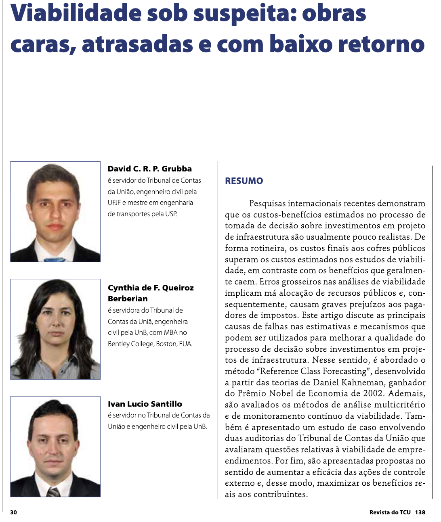 Viabilidade sob suspeita: obras
caras, atrasadas e com baixo retorno
David C. R. P. Grubba
é servidor do Tribunal de Contas
da União, engenheiro civil pela
UFJF e mestre em engenharia
de transportes pela USP.
Cynthia de F. Queiroz
Berberian
é servidora do Tribunal de
Contas da Uniã, engenheira
civil pela UnB, com MBA no
Bentley College, Boston, EUA.
Ivan Lucio Santillo
é servidor no Tribunal de Contas da
União e engenheiro civil pela UnB.
RESUMO
Pesquisas internacionais recentes demonstram
que os custos-benefícios estimados no processo de
tomada de decisão sobre investimentos em projeto
de infraestrutura são usualmente pouco realistas. De
forma rotineira, os custos finais aos cofres públicos
superam os custos estimados nos estudos de viabili-
dade, em contraste com os benefícios que geralmen-
te caem. Erros grosseiros nas análises de viabilidade
implicam má alocação de recursos públicos e, con-
sequentemente, causam graves prejuízos aos paga-
dores de impostos. Este artigo discute as principais
causas de falhas nas estimativas e mecanismos que
podem ser utilizados para melhorar a qualidade do
processo de decisão sobre investimentos em proje-
tos de infraestrutura. Nesse sentido, é abordado o
método “Reference Class Forecasting”, desenvolvido
a partir das teorias de Daniel Kahneman, ganhador
do Prêmio Nobel de Economia de 2002. Ademais,
são avaliados os métodos de análise multicritério
e de monitoramento contínuo da viabilidade. Tam-
bém é apresentado um estudo de caso envolvendo
duas auditorias do Tribunal de Contas da União que
avaliaram questões relativas à viabilidade de empre-
endimentos. Por fim, são apresentadas propostas no
sentido de aumentar a eficácia das ações de controle
externo e, desse modo, maximizar os benefícios re-
ais aos contribuintes.
30
Revista do TCU 138